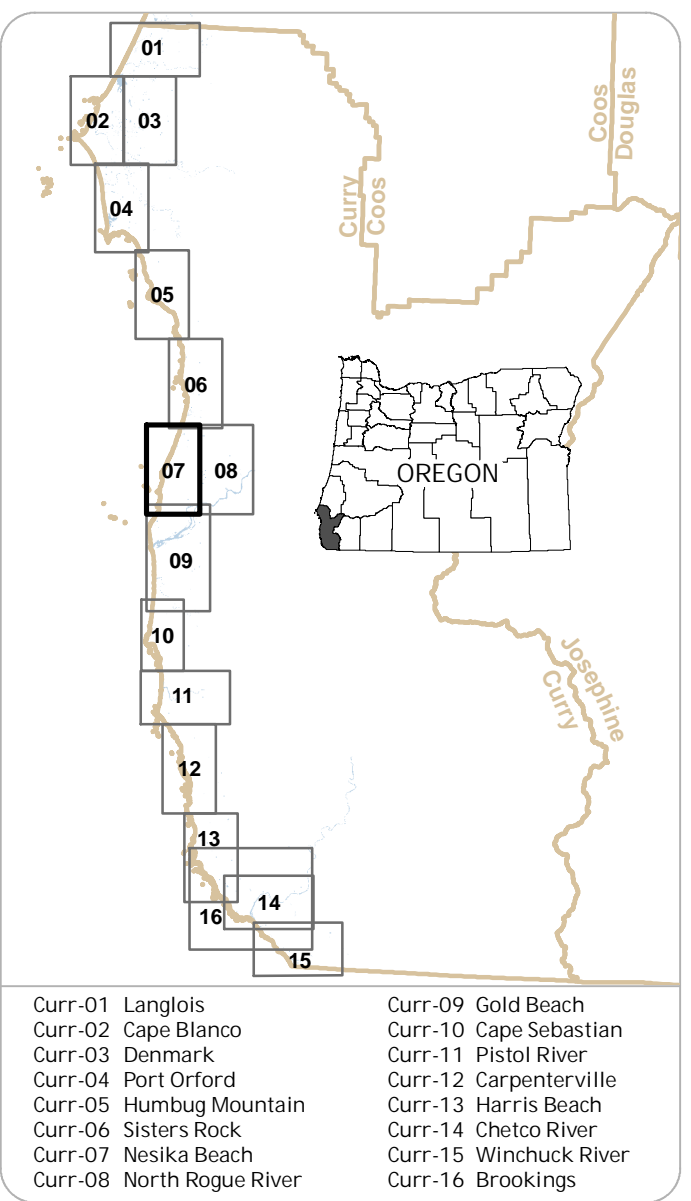 01
02
03
04
05
06
07
08
09
10
11
12
13
14
16
15
Curry
Coos
Coos
Douglas
OREGON
Josephine
Curry
Curr-01 Langlois
Curr-02 Cape Blanco
Curr-03 Denmark
Curr-04 Port Orford
Curr-05 Humbug Mountain
Curr-06 Sisters Rock
Curr-07 Nesika Beach
Curr-08 North Rogue River
Curr-09 Gold Beach
Curr-10 Cape Sebastian
Curr-11 Pistol River
Curr-12 Carpenterville
Curr-13 Harris Beach
Curr-14 Chetco River
Curr-15 Winchuck River
Curr-16 Brookings